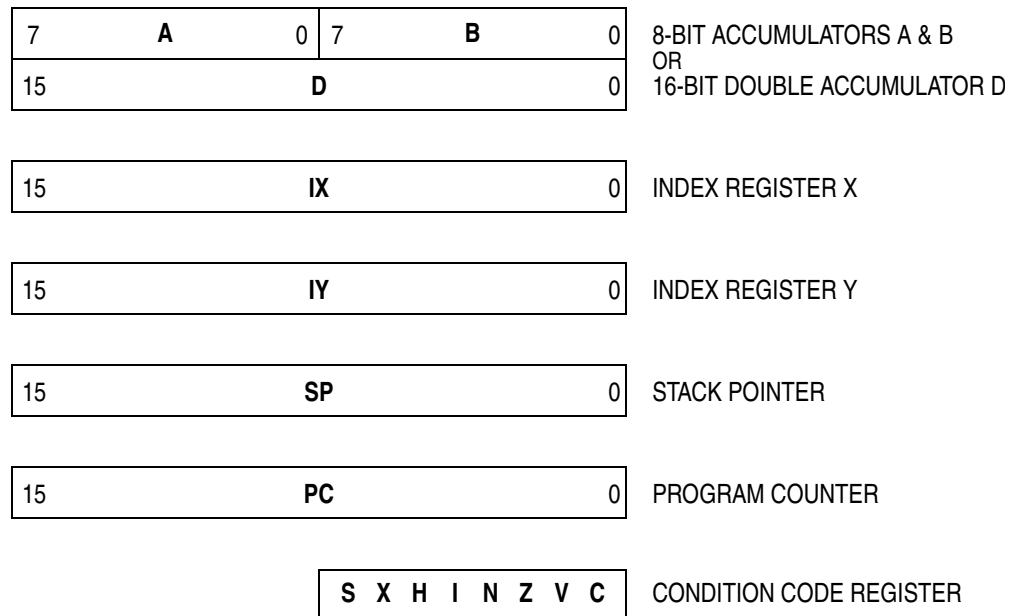 7 A 0 7 B 0 8-BIT ACCUMULATORS A & B
OR
15 D 0 16-BIT DOUBLE ACCUMULATOR D
15 IX 0 INDEX REGISTER X
15 IY 0 INDEX REGISTER Y
15 SP 0 STACK POINTER
15 PC 0 PROGRAM COUNTER
S X H I N Z V C CONDITION CODE REGISTER